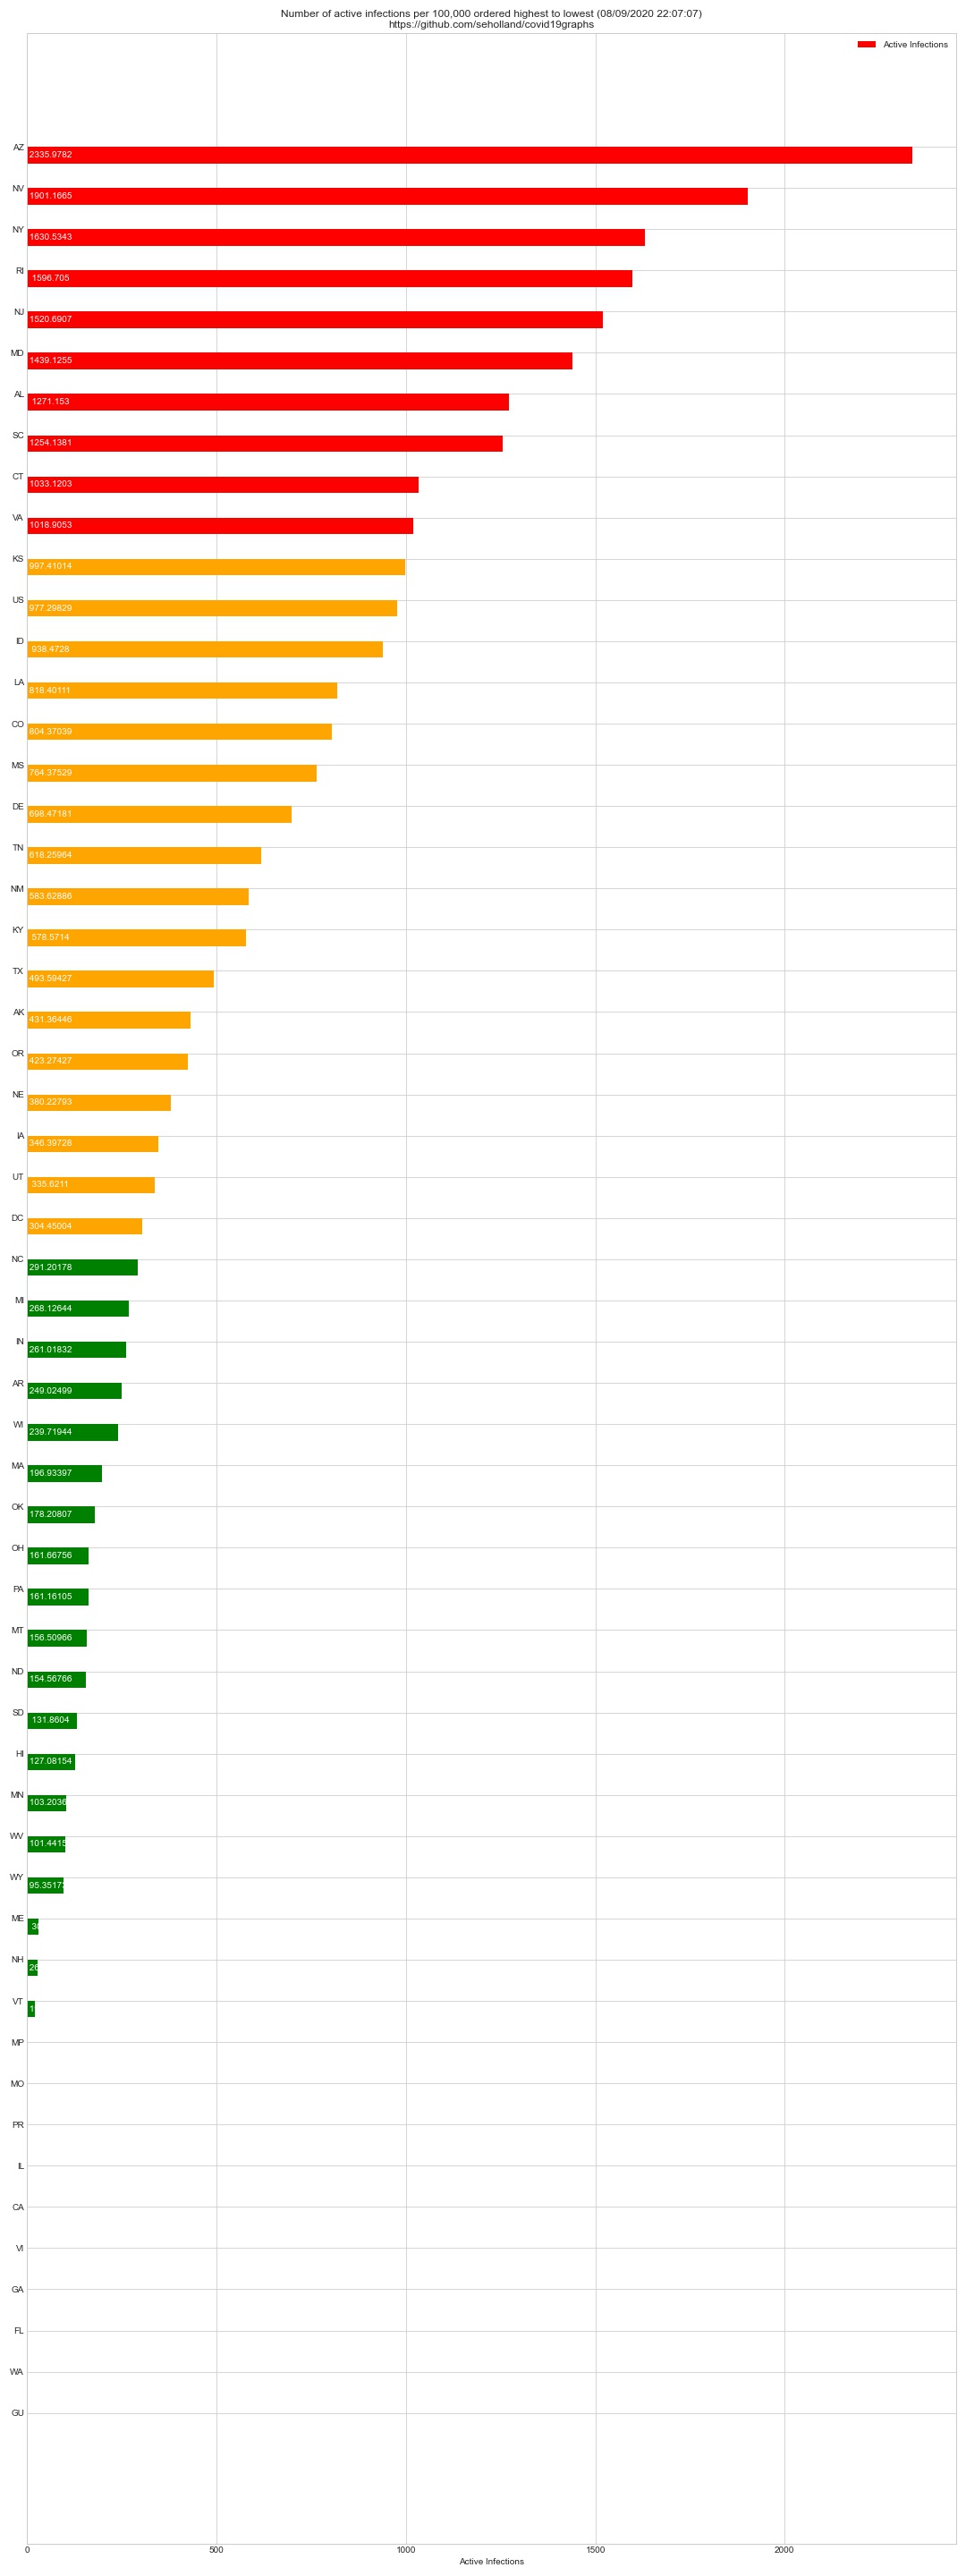 Number of active infections per 100,000 ordered highest to lowest (08/09/2020 22:07:07)
https://github.com/seholland/covid19graphs
Active Infections
AZ 2335.9782
NV 1901.1665
NY 1630.5343
RI 1596.705
NJ 1520.6907
MD 1439.1255
AL 1271.153
SC 1254.1381
CT 1033.1203
VA 1018.9053
KS 997.41014
US 977.29829
ID 938.4728
LA 818.40111
CO 804.37039
MS 764.37529
DE 698.47181
TN 618.25964
NM 583.62886
KY 578.5714
TX 493.59427
AK 431.36446
OR 423.27427
NE 380.22793
IA 346.39728
UT 335.6211
DC 304.45004
NC 291.20178
MI 268.12644
IN 261.01832
AR 249.02499
WI 239.71944
MA 196.93397
OK 178.20807
OH 161.66756
PA 161.16105
MT 156.50966
ND 154.56766
SD 131.8604
HI 127.08154
MN 103.2036
WV 101.4415
WY 95.3517
ME
NH 26
VT 1
MP
MO
PR
IL
CA
VI
GA
FL
WA
GU
0 500 1000 1500 2000
Active Infections